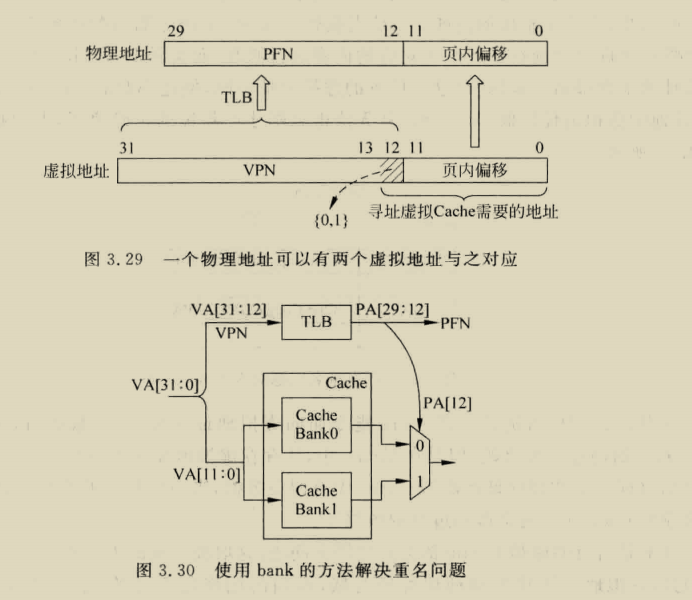 29 12 11 0
物理地址 PFN 页内偏移
TLB
31 13 12 11 0
虚拟地址 VPN 页内偏移
{0,1} 寻址虚拟Cache需要的地址
图 3.29 一个物理地址可以有两个虚拟地址与之对应
VA[31:12] PA[29:12]
VPN TLB PFN
VA[31:0] Cache
Cache
Bank0
PA[12]
0
VA[11:0]
Cache
Bank1
1
图 3.30 使用 bank 的方法解决重名问题